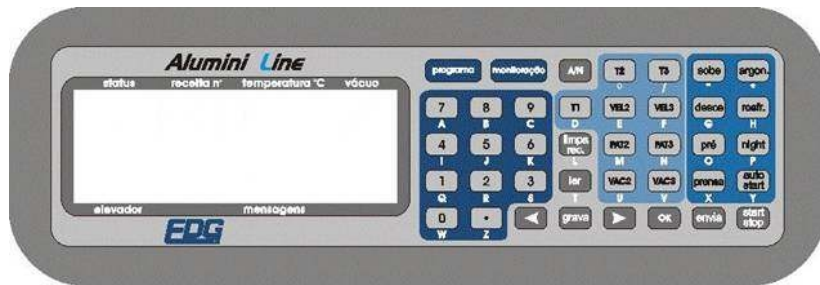 Alumini Line
status receita nº temperatura °C vácuo
elevador mensagens
EDG
programa monitoração A/N T2 T3 sobe argon.
7 8 9 T1 VEL2 VEL3 desce resfr.
A B C D E F G H
4 5 6 limpa rec. PAT2 PAT3 pré night
I J K L M N O P
1 2 3 ler VAC2 VAC3 prensa auto start
Q R S T U V X Y
0 . grava OK envia start stop
W Z